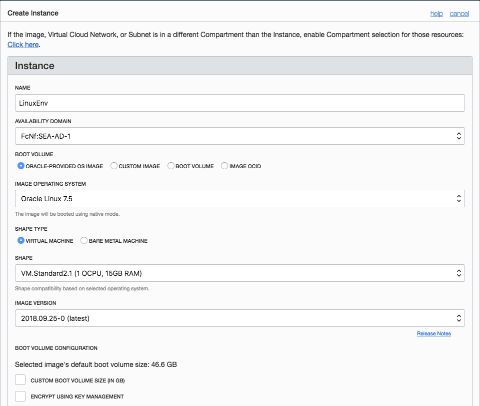 Create Instance
help cancel
If the image, Virtual Cloud Network, or Subnet is in a different Compartment than the Instance, enable Compartment selection for those resources:
Click here.
Instance
NAME
LinuxEnv
AVAILABILITY DOMAIN
FcNf:SEA-AD-1
BOOT VOLUME
ORACLE-PROVIDED OS IMAGE CUSTOM IMAGE BOOT VOLUME IMAGE OCID
IMAGE OPERATING SYSTEM
Oracle Linux 7.5
The image will be booted using native mode.
SHAPE TYPE
VIRTUAL MACHINE BARE METAL MACHINE
SHAPE
VM.Standard2.1 (1 OCPU, 15GB RAM)
Shape compatibility based on selected operating system.
IMAGE VERSION
2018.09.25-0 (latest)
Release Notes
BOOT VOLUME CONFIGURATION
Selected image's default boot volume size: 46.6 GB
CUSTOM BOOT VOLUME SIZE (IN GB)
ENCRYPT USING KEY MANAGEMENT